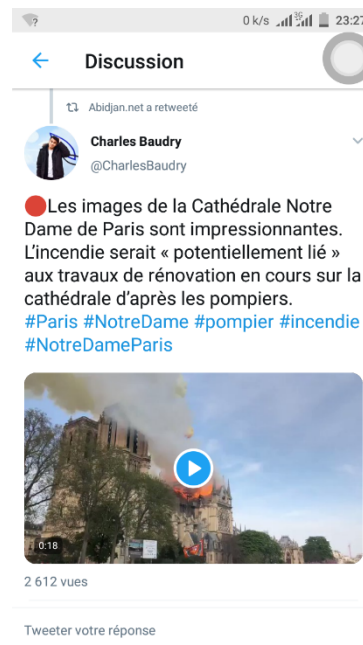 0 k/s 3G 23:27
Discussion
Abidjan.net a retweeté
Charles Baudry
@CharlesBaudry
Les images de la Cathédrale Notre
Dame de Paris sont impressionnantes.
L'incendie serait « potentiellement lié »
aux travaux de rénovation en cours sur la
cathédrale d'après les pompiers.
#Paris #NotreDame #pompier #incendie
#NotreDameParis
0:18
2 612 vues
Tweeter votre réponse